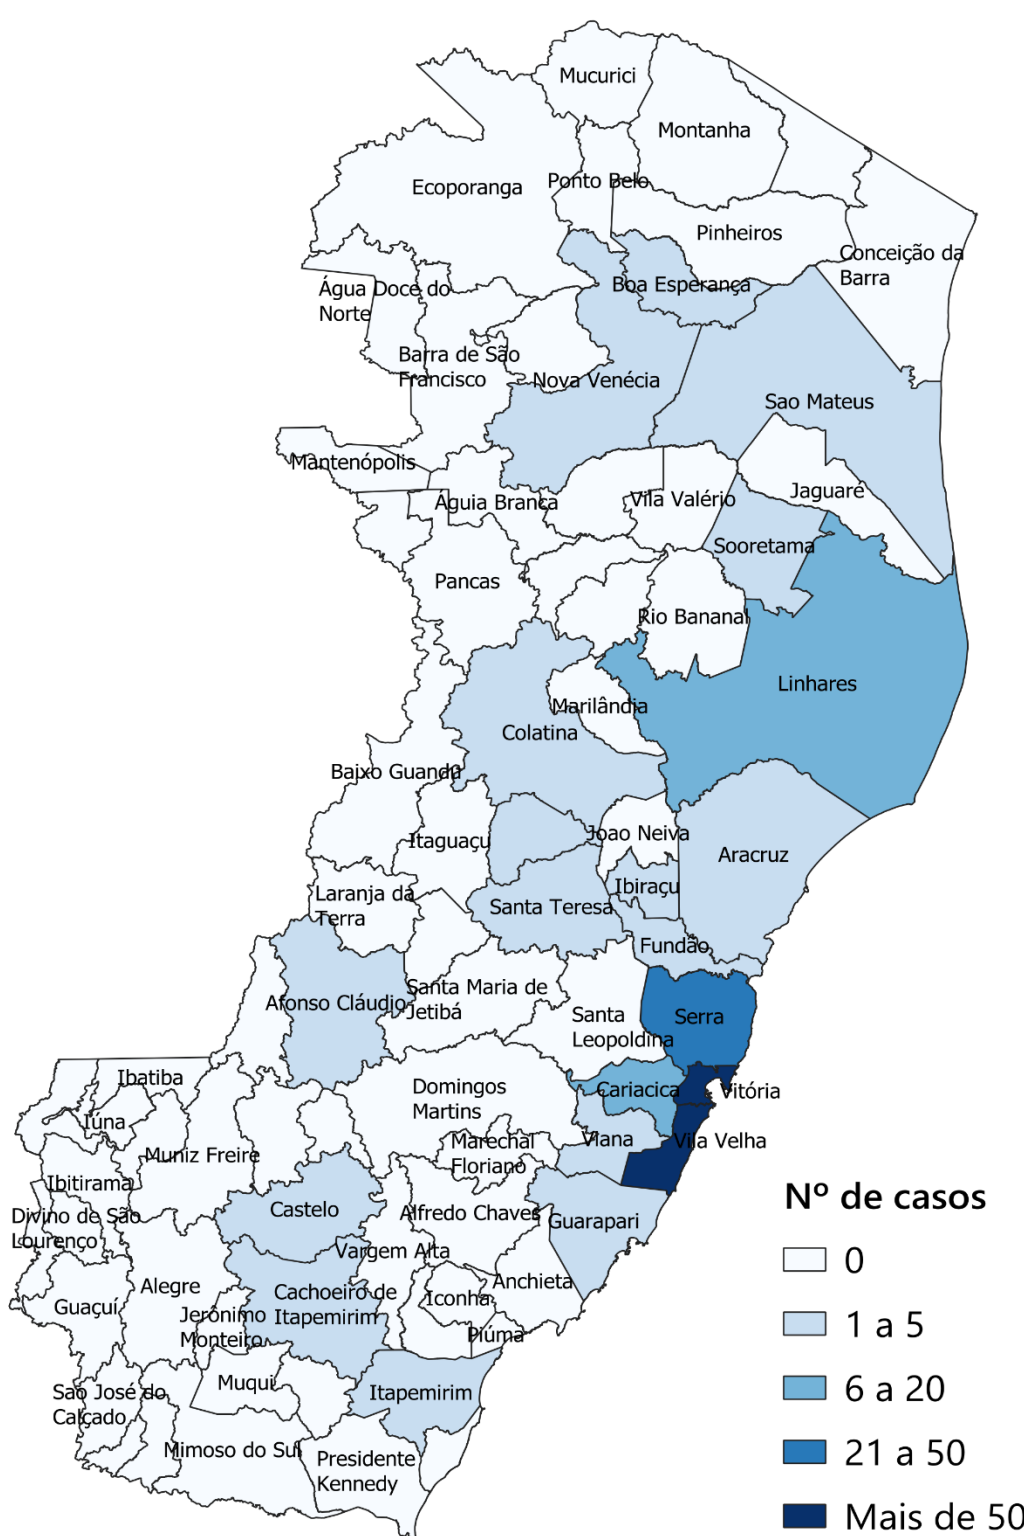 Mucurici
Montanha
Ecoporanga
Ponto Belo
Pinheiros
Conceição da
Barra
Água Doce do
Norte
Boa Esperança
Barra de São
Francisco
Nova Venécia
Sao Mateus
Mantenópolis
Águia Branca
Vila Valério
Jaguaré
Sooretama
Pancas
Rio Bananal
Linhares
Marilândia
Colatina
Baixo Guandu
Itaguaçu
Joao Neiva
Aracruz
Laranja da
Terra
Ibiraçu
Santa Teresa
Fundão
Afonso Cláudio
Santa Maria de
Jetibá
Santa
Leopoldina
Serra
Ibatiba
Domingos
Martins
Cariacica
Vitória
Iúna
Muniz Freire
Marechal
Floriano
Viana
Vila Velha
Ibitirama
Divino de São
Lourenço
Castelo
Alfredo Chaves
Guarapari
Vargem Alta
Alegre
Cachoeiro de
Itapemirim
Anchieta
Iconha
Guaçuí
Jerônimo
Monteiro
Piúma
Sao José do
Calçado
Muqui
Itapemirim
Mimoso do Sul
Presidente
Kennedy
Nº de casos
0
1 a 5
6 a 20
21 a 50
Mais de 50